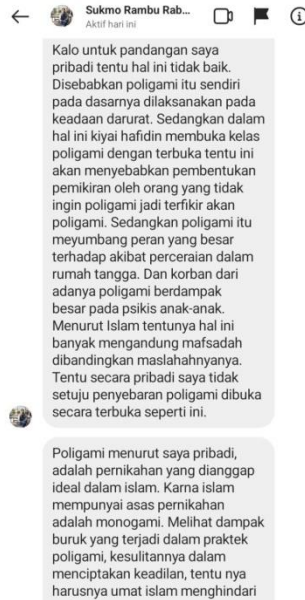 Sukmo Rambu Rab...
Aktif hari ini
Kalo untuk pandangan saya
pribadi tentu hal ini tidak baik.
Disebabkan poligami itu sendiri
pada dasarnya dilaksanakan pada
keadaan darurat. Sedangkan dalam
hal ini kiyai hafidin membuka kelas
poligami dengan terbuka tentu ini
akan menyebabkan pembentukan
pemikiran oleh orang yang tidak
ingin poligami jadi terfikir akan
poligami. Sedangkan poligami itu
meyumbang peran yang besar
terhadap akibat perceraian dalam
rumah tangga. Dan korban dari
adanya poligami berdampak
besar pada psikis anak-anak.
Menurut Islam tentunya hal ini
banyak mengandung mafsadah
dibandingkan maslahahnyanya.
Tentu secara pribadi saya tidak
setuju penyebaran poligami dibuka
secara terbuka seperti ini.
Poligami menurut saya pribadi,
adalah pernikahan yang dianggap
ideal dalam islam. Karna islam
mempunyai asas pernikahan
adalah monogami. Melihat dampak
buruk yang terjadi dalam praktek
poligami, kesulitannya dalam
menciptakan keadilan, tentu nya
harusnya umat islam menghindari